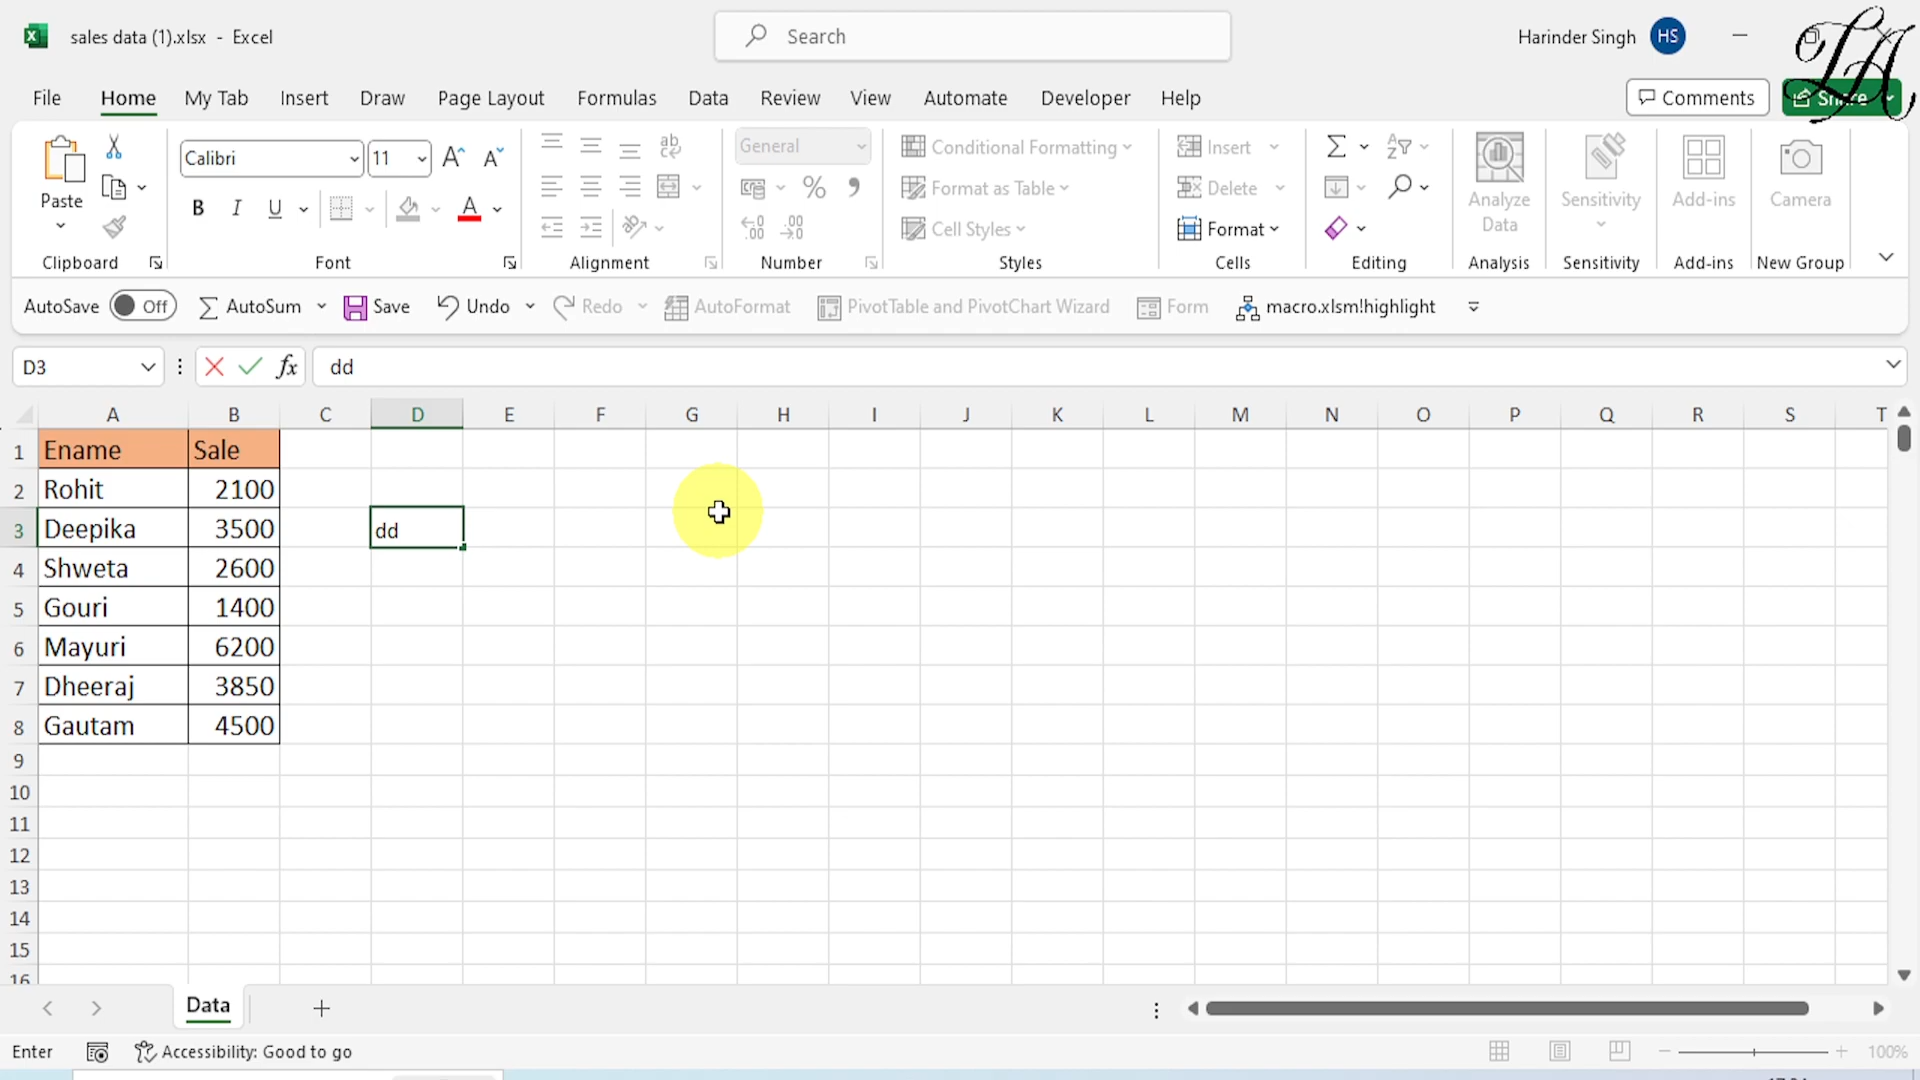 sales data (1).xlsx - Excel
Search
Harinder Singh HS
File Home My Tab Insert Draw Page Layout Formulas Data Review View Automate Developer Help
Comments
LA
Paste
Calibri 11
General
Conditional Formatting
Format as Table
Cell Styles
Insert
Delete
Format
Analyze
Data
Sensitivity
Add-ins
Camera
Clipboard Font Alignment Number Styles Cells Editing Analysis Sensitivity Add-ins New Group
AutoSave Off AutoSum Save Undo Redo AutoFormat PivotTable and PivotChart Wizard Form macro.xlsm!highlight
D3 fx dd
A B C D E F G H I J K L M N O P Q R S T
1 Ename Sale
2 Rohit 2100
3 Deepika 3500 dd
4 Shweta 2600
5 Gouri 1400
6 Mayuri 6200
7 Dheeraj 3850
8 Gautam 4500
9
10
11
12
13
14
15
16
Data
Enter Accessibility: Good to go 100%